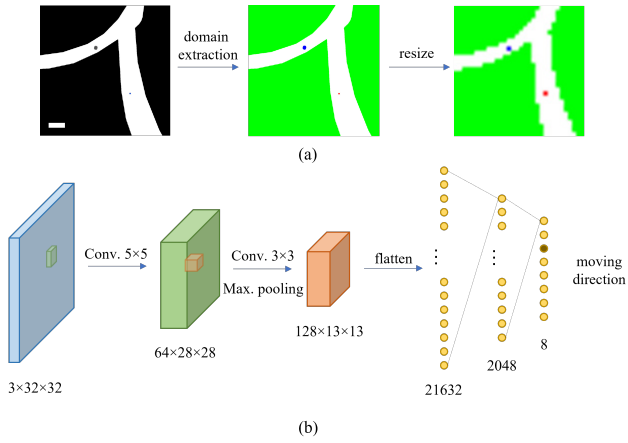 domain
extraction
resize
(a)
Conv. 5×5
Conv. 3×3
Max. pooling
flatten
moving
direction
3×32×32
64×28×28
128×13×13
21632
2048
8
(b)